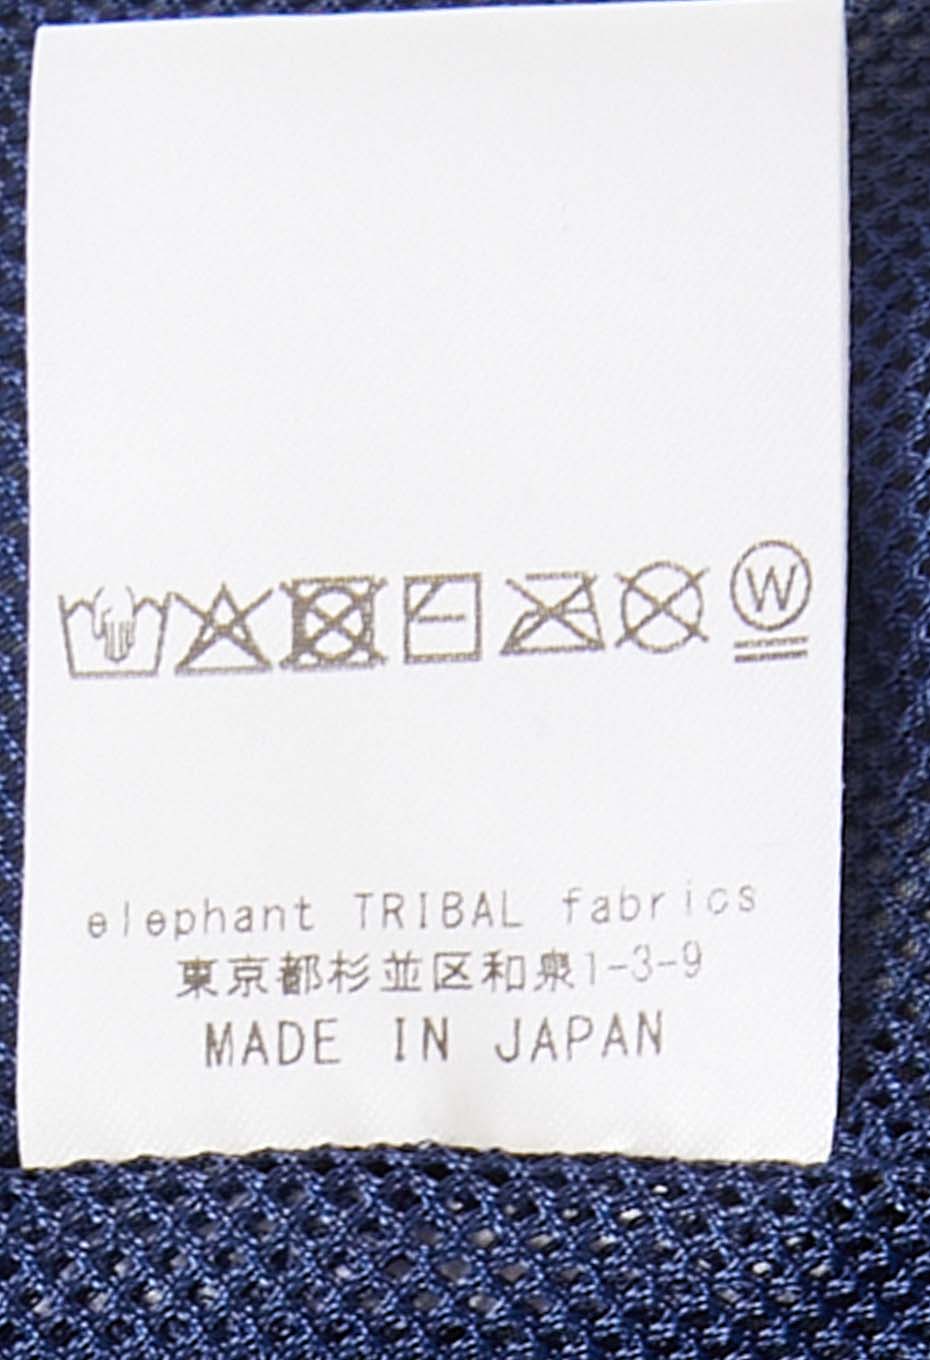 W
elephant TRIBAL fabrics
東京都杉並区和泉1-3-9
MADE IN JAPAN